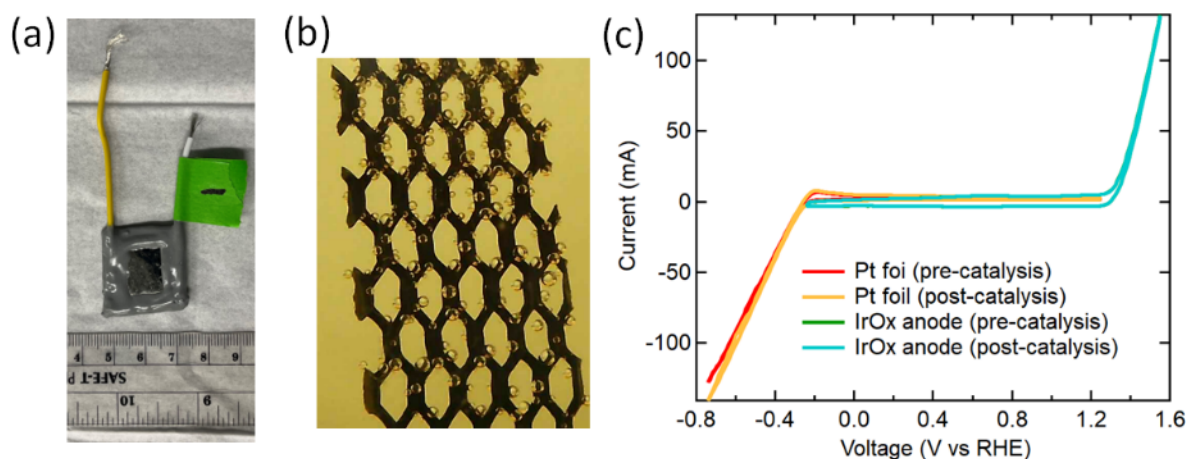 (a)
(b)
(c)
4 5 6 7 8 9
SAFE-T P
10 9
100
50
0
-50
-100
Current (mA)
Pt foi (pre-catalysis)
Pt foil (post-catalysis)
IrOx anode (pre-catalysis)
IrOx anode (post-catalysis)
-0.8 -0.4 0.0 0.4 0.8 1.2 1.6
Voltage (V vs RHE)